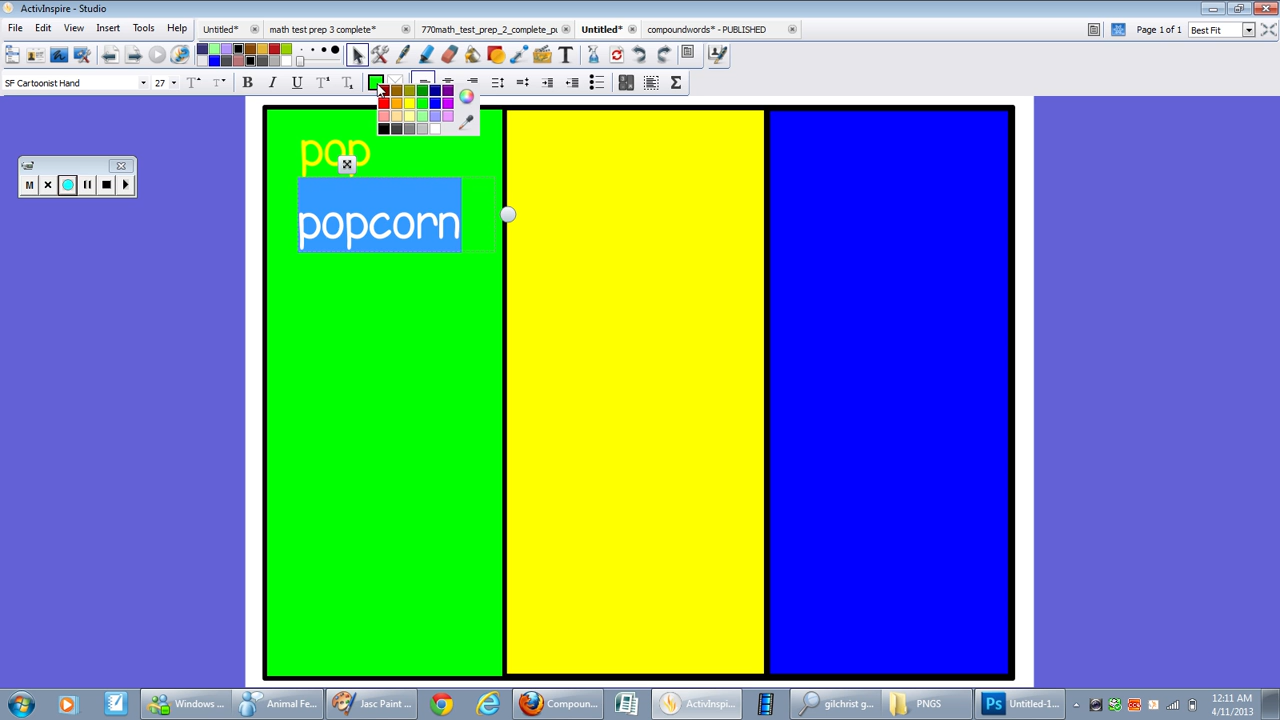 ActivInspire - Studio
File Edit View Insert Tools Help
Untitled*
math test prep 3 complete*
Untitled*
compoundwords* - PUBLISHED
Page 1 of 1
Best Fit
SF Cartoonist Hand
27
B I U T T
M
pop
popcorn
Windows ...
Animal Fe...
Jasc Paint ...
Compoun...
ActivInspi...
gilchrist g...
PNGS
Untitled-1...
12:11 AM
4/11/2013